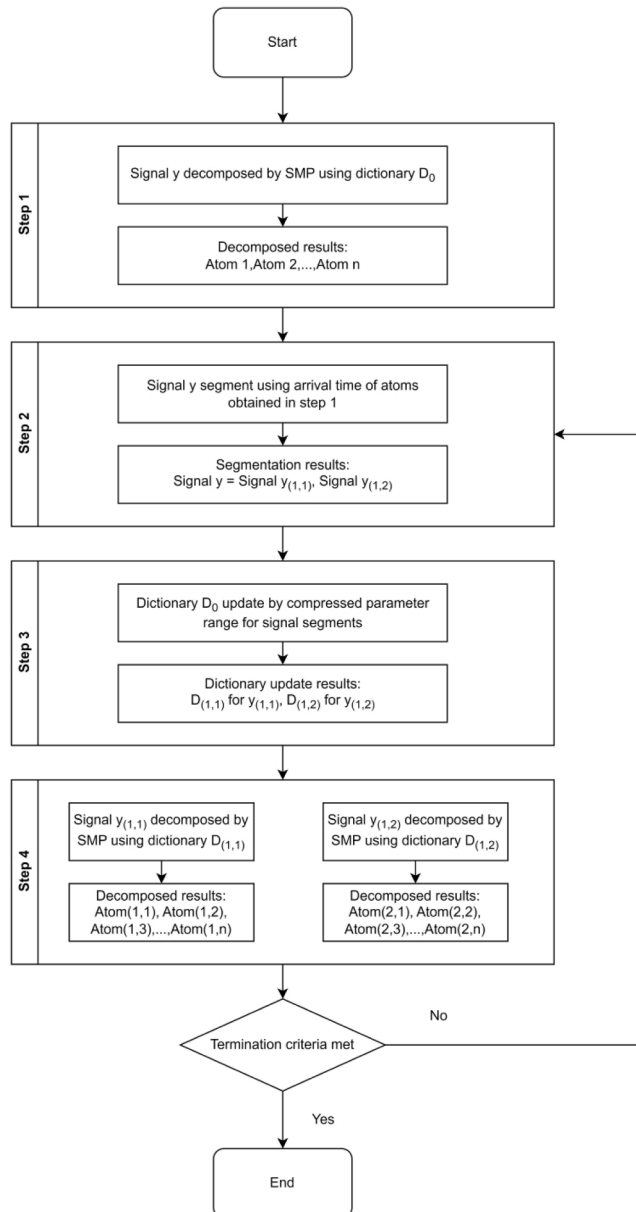 Start
Step 1
Signal y decomposed by SMP using dictionary D₀
Decomposed results:
Atom 1,Atom 2,...,Atom n
Step 2
Signal y segment using arrival time of atoms
obtained in step 1
Segmentation results:
Signal y = Signal y(1,1), Signal y(1,2)
Step 3
Dictionary D₀ update by compressed parameter
range for signal segments
Dictionary update results:
D(1,1) for y(1,1), D(1,2) for y(1,2)
Step 4
Signal y(1,1) decomposed by
SMP using dictionary D(1,1)
Decomposed results:
Atom(1,1), Atom(1,2),
Atom(1,3),...,Atom(1,n)
Signal y(1,2) decomposed by
SMP using dictionary D(1,2)
Decomposed results:
Atom(2,1), Atom(2,2),
Atom(2,3),...,Atom(2,n)
Termination criteria met
No
Yes
End